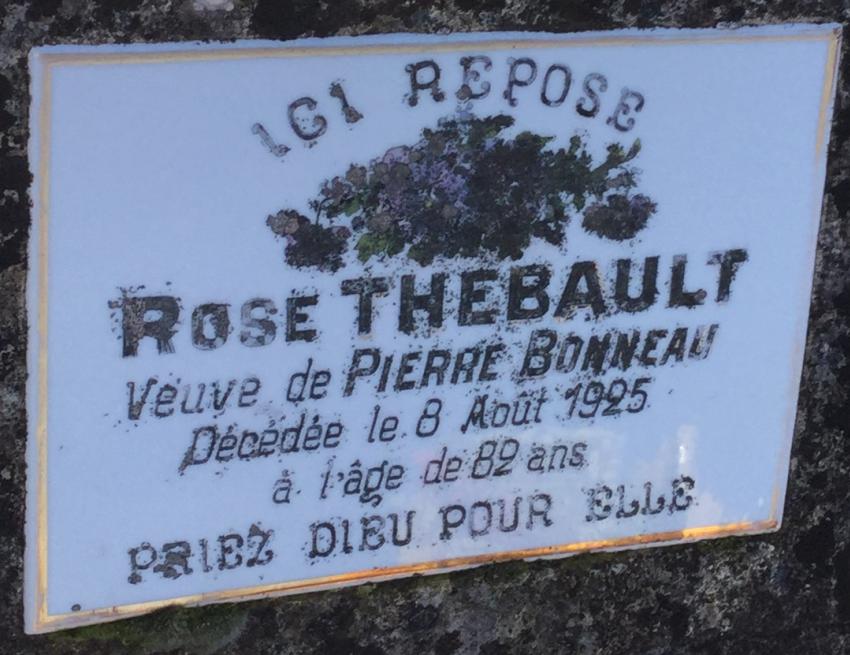 ICI REPOSE
ROSE THEBAULT
Veuve de PIERRE BONNEAU
Décédée le 8 Août 1925
à l'âge de 82 ans
PRIEZ DIEU POUR ELLE